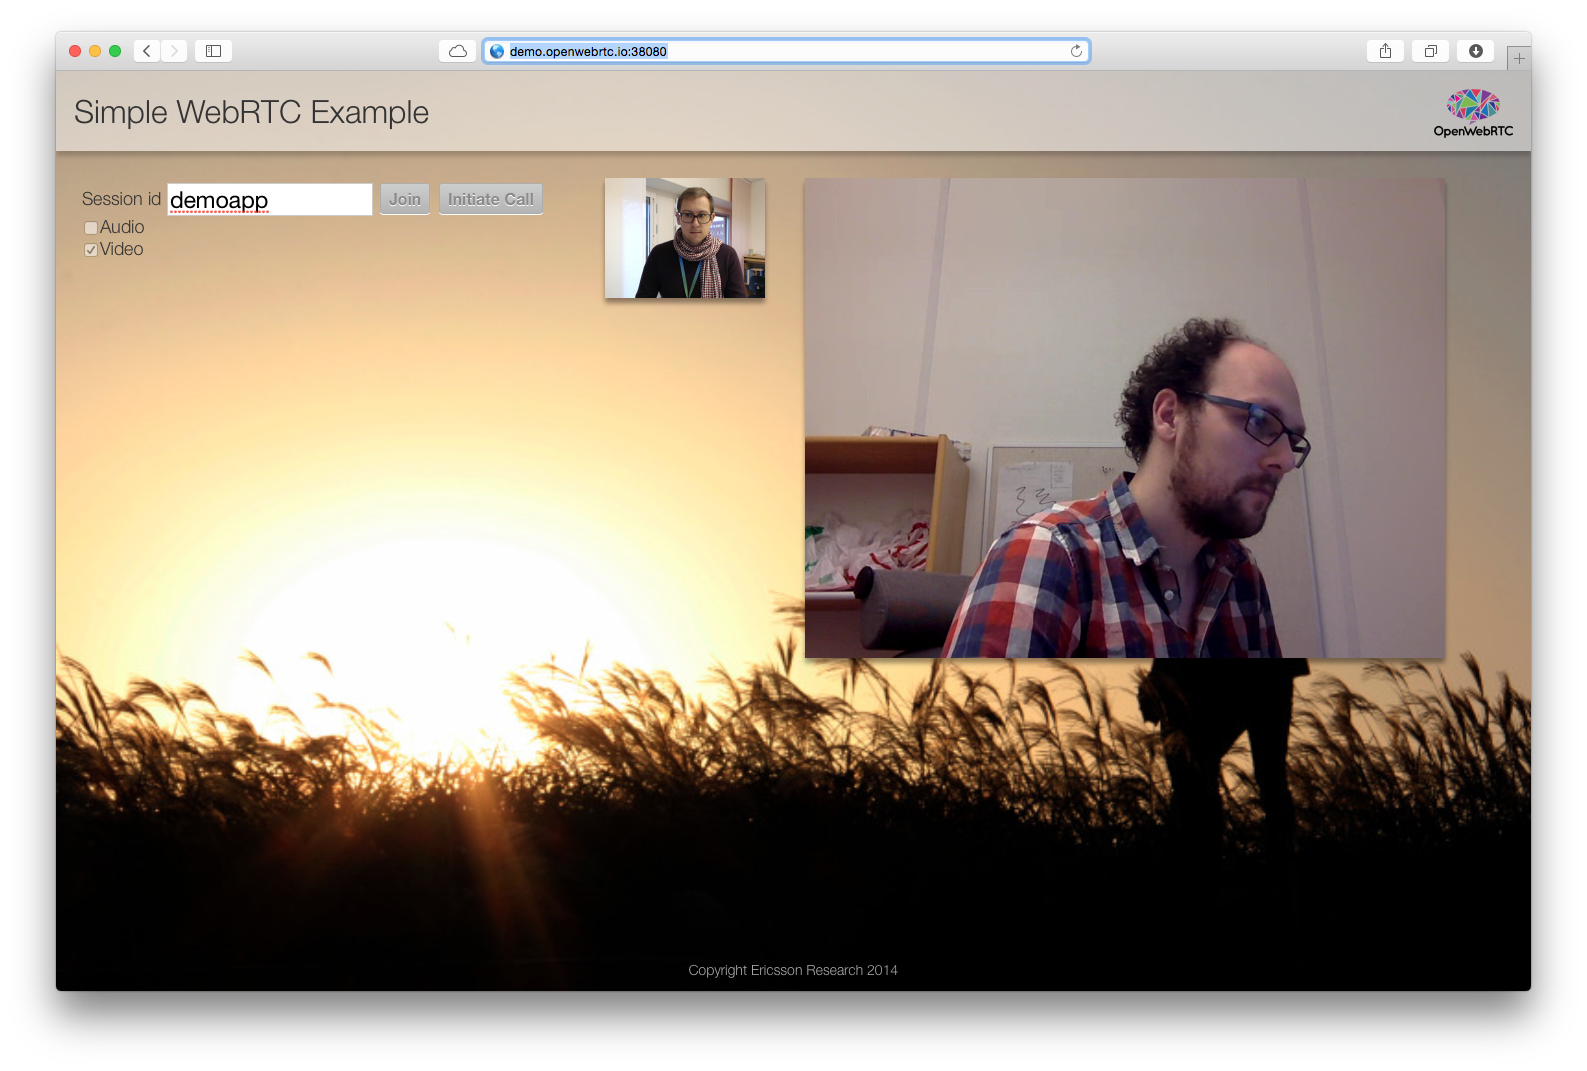 demo.openwebrtc.io:38080
Simple WebRTC Example
OpenWebRTC
Session id demoapp Join Initiate Call
Audio
Video
Copyright Ericsson Research 2014